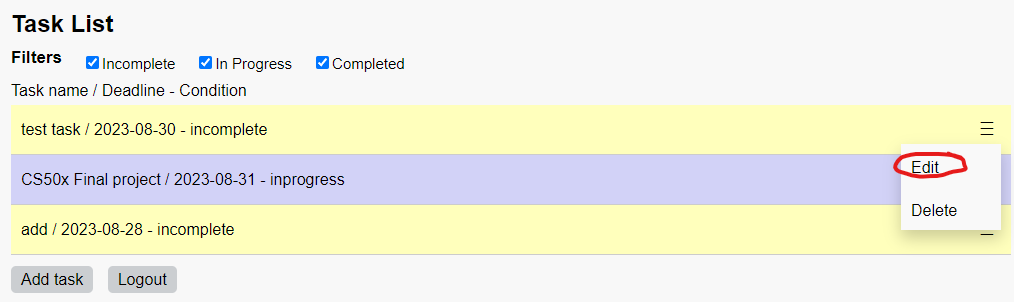 Task List
Filters Incomplete In Progress Completed
Task name / Deadline - Condition
test task / 2023-08-30 - incomplete
Edit
CS50x Final project / 2023-08-31 - inprogress
Delete
add / 2023-08-28 - incomplete
Add task Logout